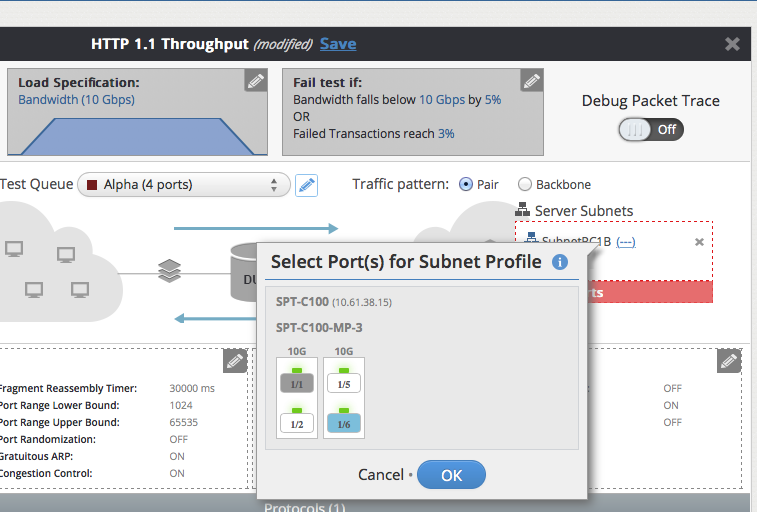 HTTP 1.1 Throughput (modified) Save
Load Specification:
Bandwidth (10 Gbps)
Fail test if:
Bandwidth falls below 10 Gbps by 5%
OR
Failed Transactions reach 3%
Debug Packet Trace
Off
Test Queue
Alpha (4 ports)
Traffic pattern:
Pair
Backbone
Server Subnets
(---)
Select Port(s) for Subnet Profile
SPT-C100 (10.61.38.15)
SPT-C100-MP-3
10G 10G
1/1 1/5
1/2 1/6
Cancel • OK
Fragment Reassembly Timer: 30000 ms
Port Range Lower Bound: 1024
Port Range Upper Bound: 65535
Port Randomization: OFF
Gratuitous ARP: ON
Congestion Control: ON
OFF
ON
OFF
Protocols (1)